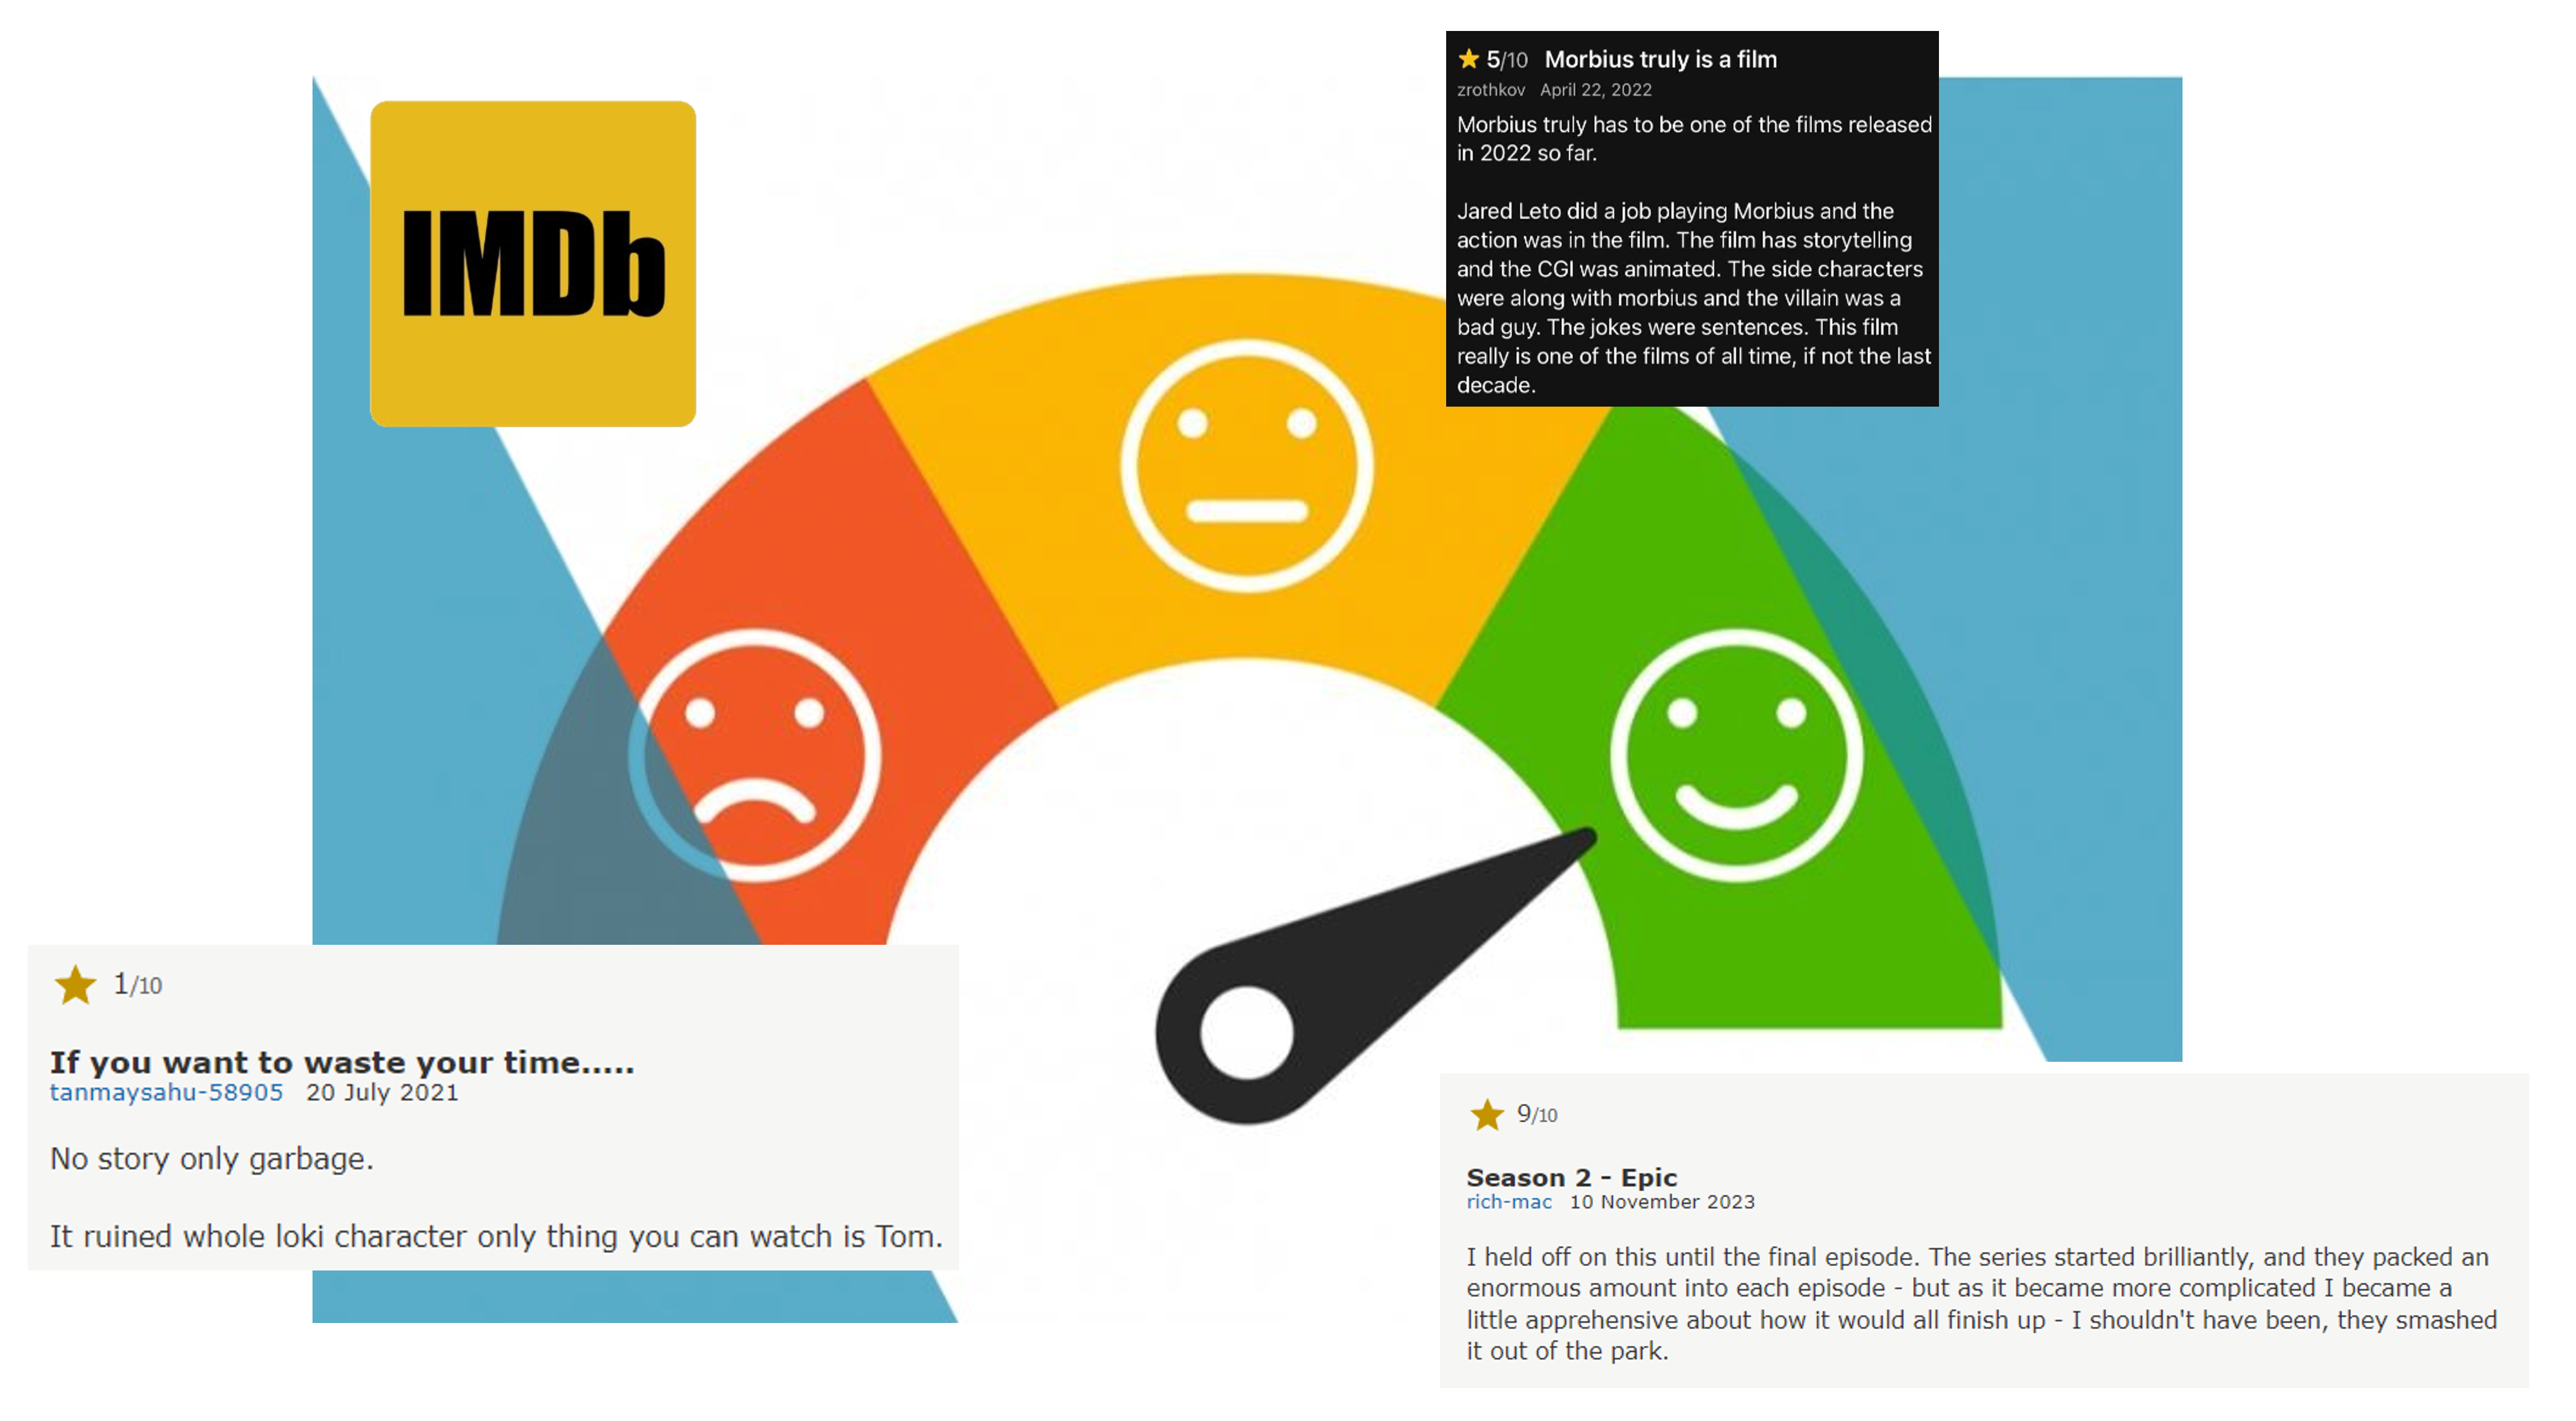 IMDb
5/10 Morbius truly is a film
zrothkov April 22, 2022
Morbius truly has to be one of the films released
in 2022 so far.
Jared Leto did a job playing Morbius and the
action was in the film. The film has storytelling
and the CGI was animated. The side characters
were along with morbius and the villain was a
bad guy. The jokes were sentences. This film
really is one of the films of all time, if not the last
decade.
1/10
If you want to waste your time.....
tanmaysahu-58905 20 July 2021
No story only garbage.
It ruined whole loki character only thing you can watch is Tom.
9/10
Season 2 - Epic
rich-mac 10 November 2023
I held off on this until the final episode. The series started brilliantly, and they packed an
enormous amount into each episode - but as it became more complicated I became a
little apprehensive about how it would all finish up - I shouldn't have been, they smashed
it out of the park.